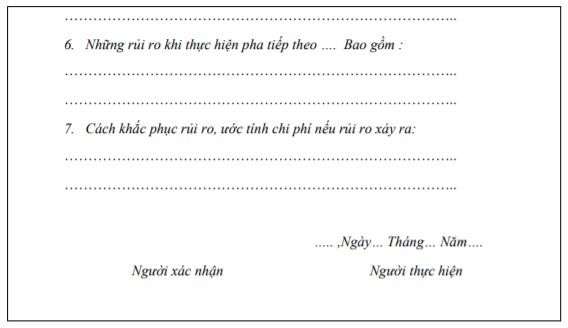 ……………………………………………………………………..
6. Những rủi ro khi thực hiện pha tiếp theo …. Bao gồm :
……………………………………………………………………..
……………………………………………………………………..
7. Cách khắc phục rủi ro, ước tính chi phí nếu rủi ro xảy ra:
……………………………………………………………………..
……………………………………………………………………..
….. ,Ngày… Tháng… Năm….
Người xác nhận Người thực hiện